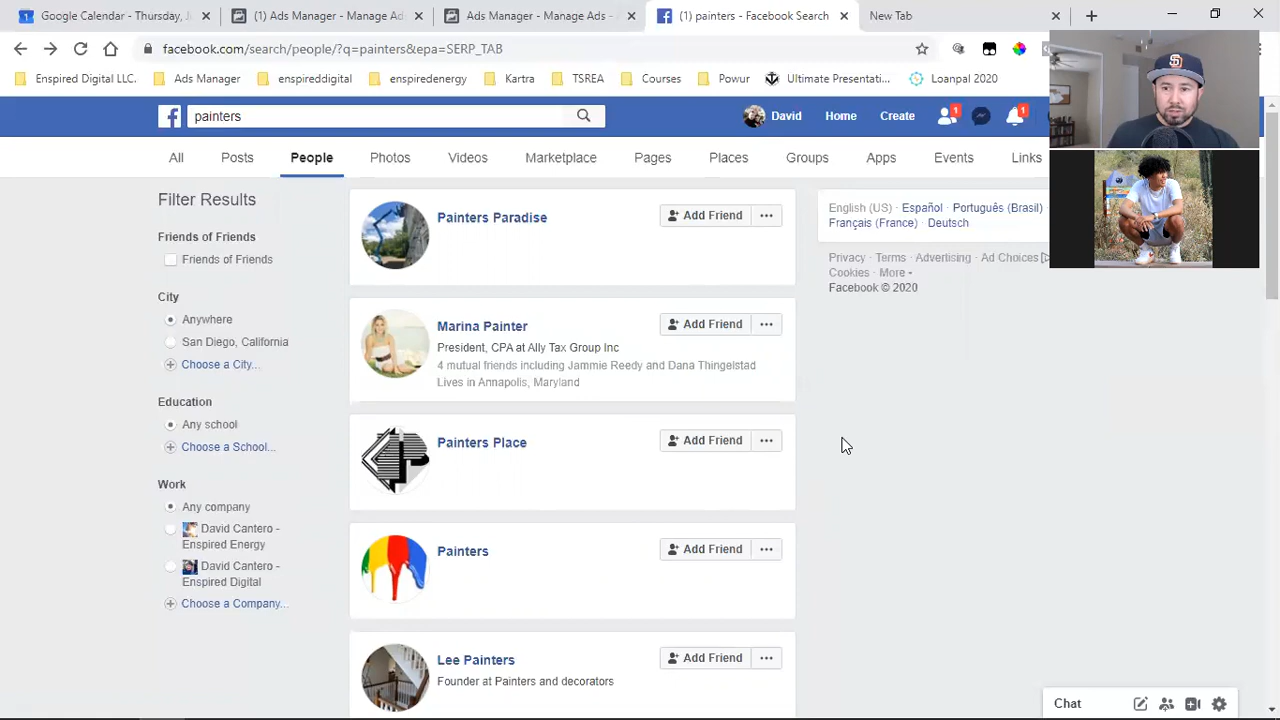 Google Calendar - Thursday, J
(1) Ads Manager - Manage Ad
Ads Manager - Manage Ads -
(1) painters - Facebook Search
New Tab
facebook.com/search/people/?q=painters&epa=SERP_TAB
Enspired Digital LLC.
Ads Manager
enspireddigital
enspiredenergy
Kartra
TSREA
Courses
Powur
Ultimate Presentati...
Loanpal 2020
painters
David
Home
Create
1
1
All
Posts
People
Photos
Videos
Marketplace
Pages
Places
Groups
Apps
Events
Links
Filter Results
Friends of Friends
Friends of Friends
City
Anywhere
San Diego, California
Choose a City...
Education
Any school
Choose a School...
Work
Any company
David Cantero -
Enspired Energy
David Cantero -
Enspired Digital
Choose a Company...
Painters Paradise
Add Friend
Marina Painter
Add Friend
President, CPA at Ally Tax Group Inc
4 mutual friends including Jammie Reedy and Dana Thingelstad
Lives in Annapolis, Maryland
Painters Place
Add Friend
Painters
Add Friend
Lee Painters
Add Friend
Founder at Painters and decorators
English (US) · Español · Português (Brasil) ·
Français (France) · Deutsch
Privacy · Terms · Advertising · Ad Choices
Cookies · More
Facebook © 2020
Chat